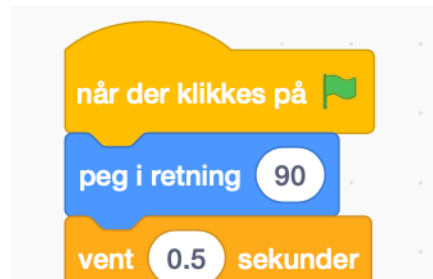 når der klikkes på
peg i retning 90
vent 0.5 sekunder